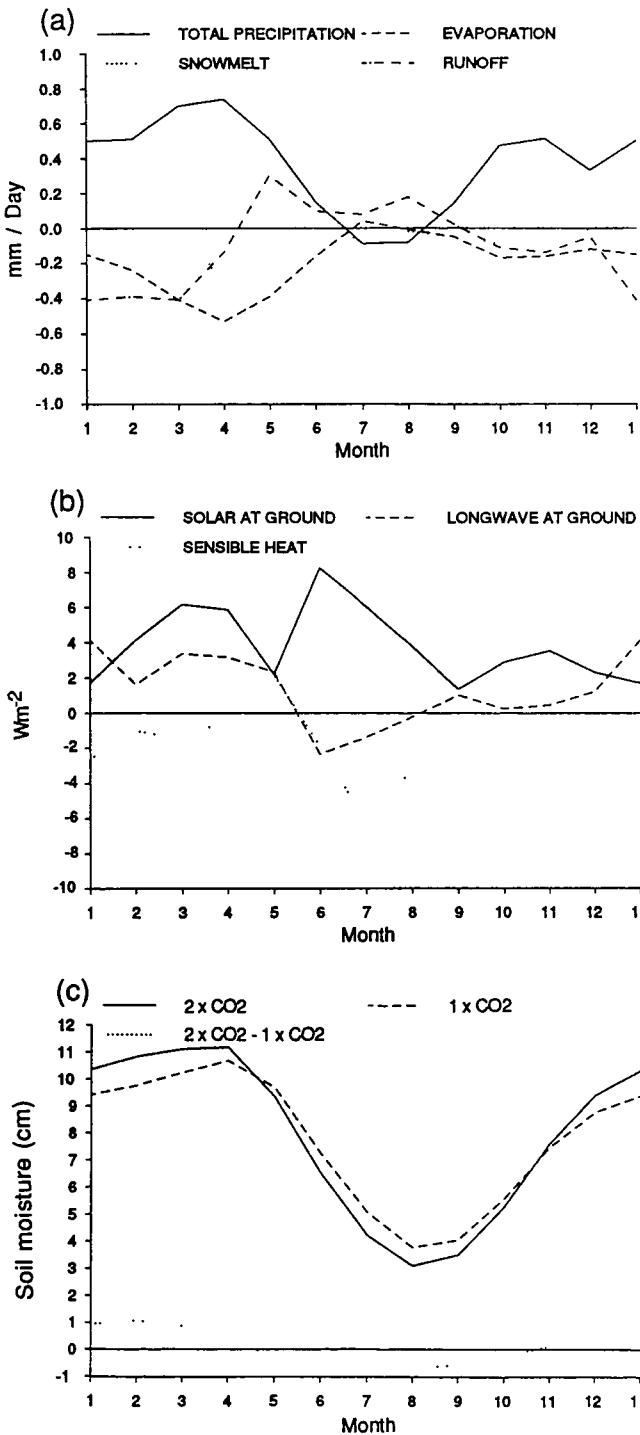 (a)
TOTAL PRECIPITATION EVAPORATION
SNOWMELT RUNOFF
1.0
0.8
0.6
0.4
0.2
0.0
-0.2
-0.4
-0.6
-0.8
-1.0
mm / Day
1 2 3 4 5 6 7 8 9 10 11 12 1
Month
(b)
SOLAR AT GROUND LONGWAVE AT GROUND
SENSIBLE HEAT
10
8
6
4
2
0
-2
-4
-6
-8
-10
Wm-2
1 2 3 4 5 6 7 8 9 10 11 12 1
Month
(c)
2 x CO2 1 x CO2
2 x CO2 - 1 x CO2
12
11
10
9
8
7
6
5
4
3
2
1
0
-1
Soil moisture (cm)
1 2 3 4 5 6 7 8 9 10 11 12 1
Month